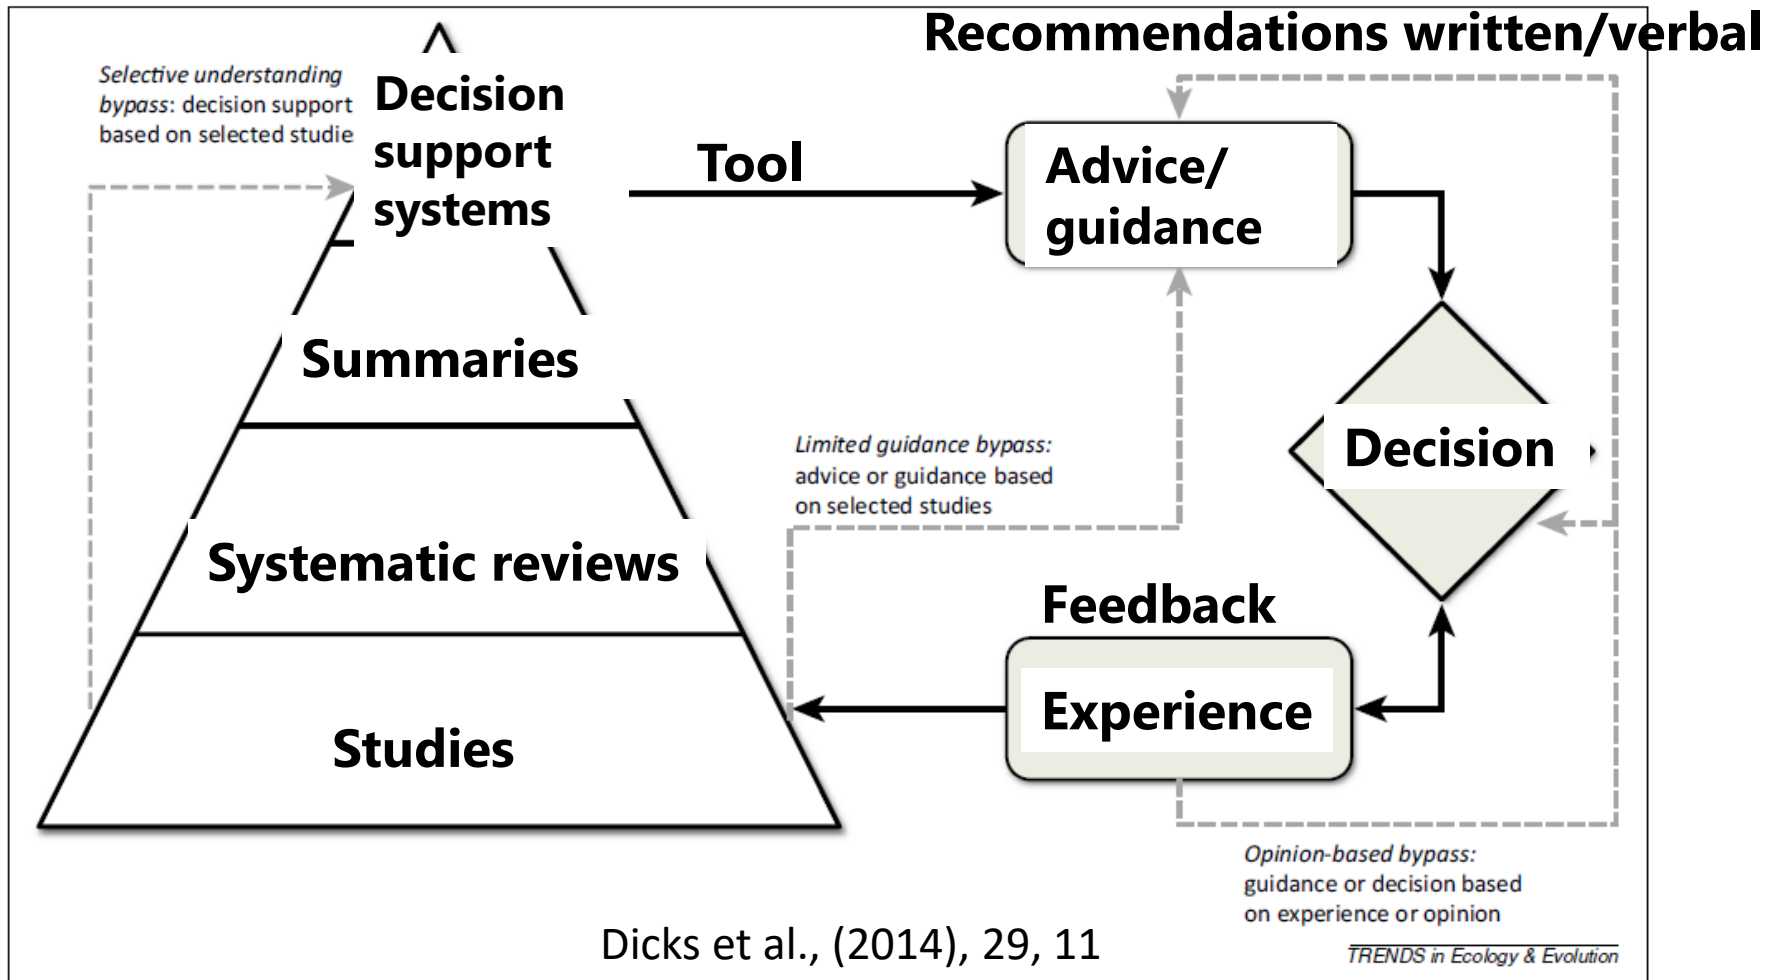 Recommendations written/verbal
Selective understanding
bypass: decision support
based on selected studie
Decision
support
systems
Tool
Advice/
guidance
Summaries
Limited guidance bypass:
advice or guidance based
on selected studies
Decision
Systematic reviews
Feedback
Experience
Studies
Opinion-based bypass:
guidance or decision based
on experience or opinion
Dicks et al., (2014), 29, 11
TRENDS in Ecology & Evolution